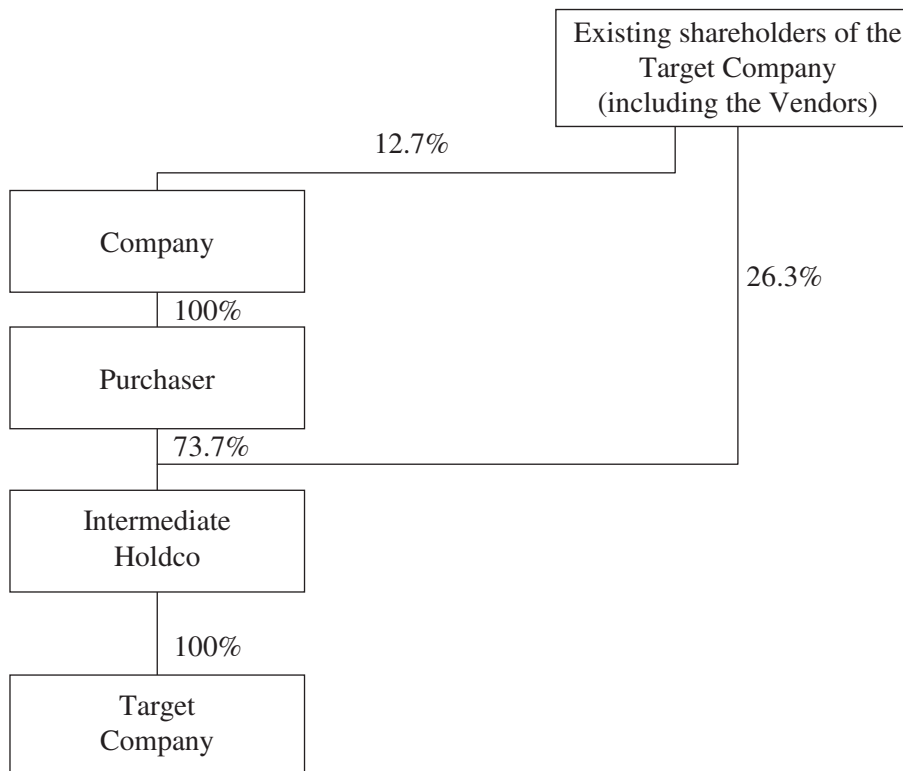 Existing shareholders of the
Target Company
(including the Vendors)
12.7%
Company
26.3%
100%
Purchaser
73.7%
Intermediate
Holdco
100%
Target
Company